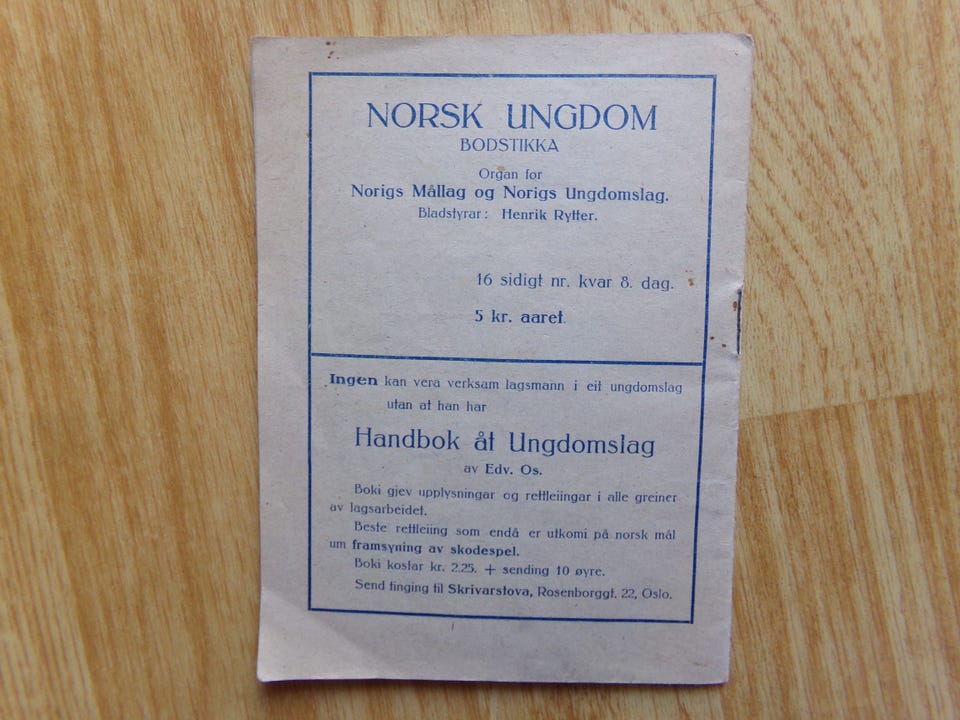 NORSK UNGDOM
BODSTIKKA
Organ for
Norigs Mållag og Norigs Ungdomslag.
Bladstyrar: Henrik Rytter.
16 sidigt nr. kvar 8. dag.
5 kr. aaret.
Ingen kan vera verksam lagsmann i eit ungdomslag
utan at han har
Handbok åt Ungdomslag
av Edv. Os.
Boki gjev upplysningar og rettleiingar i alle greiner
av lagsarbeidet.
Beste rettleiing som endå er utkomi på norsk mål
um framsyning av skodespel.
Boki kostar kr. 2.25. + sending 10 øyre.
Send tinging til Skrivarstova, Rosenborggt. 22, Oslo.